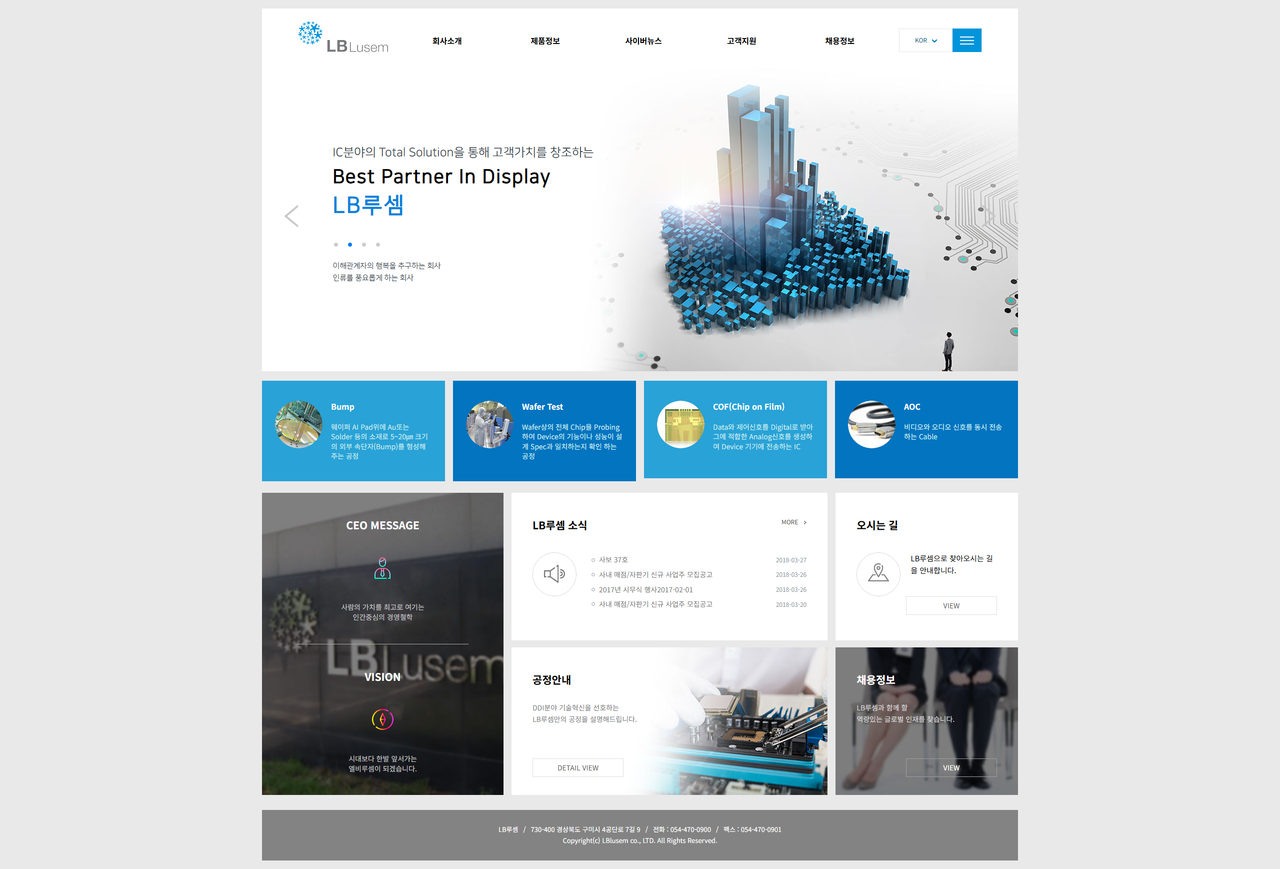 LB Lusem
회사소개
제품정보
사이버뉴스
고객지원
채용정보
KOR
IC분야의 Total Solution을 통해 고객가치를 창조하는
Best Partner In Display
LB루셈
이해관계자의 행복을 추구하는 회사
인류를 풍요롭게 하는 회사
Bump
웨이퍼 Al Pad위에 Au또는
Solder 등의 소재로 5~20㎛ 크기
의 외부 속단자(Bump)를 형성해
주는 공정
Wafer Test
Wafer상의 전체 Chip을 Probing
하여 Device의 기능이나 성능이 설
계 Spec과 일치하는지 확인 하는
공정
COF(Chip on Film)
Data와 제어신호를 Digital로 받아
그에 적합한 Analog신호를 생성하
여 Device 기기에 전송하는 IC
AOC
비디오와 오디오 신호를 동시 전송
하는 Cable
CEO MESSAGE
사람의 가치를 최고로 여기는
인간중심의 경영철학
LB Lusem
VISION
시대보다 한발 앞서가는
엘비루셈이 되겠습니다.
LB루셈 소식
MORE >
사보 37호 2018-03-27
사내 매점/자판기 신규 사업주 모집공고 2018-03-26
2017년 시무식 행사2017-02-01 2018-03-26
사내 매점/자판기 신규 사업주 모집공고 2018-03-20
오시는 길
LB루셈으로 찾아오시는 길
을 안내합니다.
VIEW
공정안내
DDI분야 기술혁신을 선호하는
LB루셈만의 공정을 설명해드립니다.
DETAIL VIEW
채용정보
LB루셈과 함께 할
역량있는 글로벌 인재를 찾습니다.
VIEW
LB루셈 / 730-400 경상북도 구미시 4공단로 7길 9 / 전화 : 054-470-0900 / 팩스 : 054-470-0901
Copyright(c) LBlusem co., LTD. All Rights Reserved.